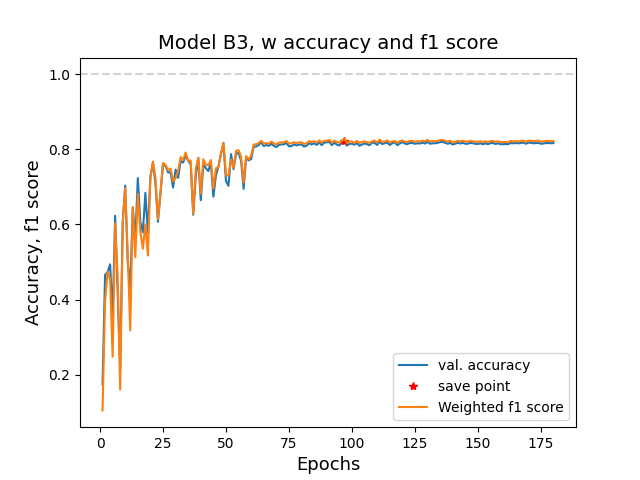 Model B3, w accuracy and f1 score
1.0
0.8
0.6
0.4
0.2
Accuracy, f1 score
val. accuracy
save point
Weighted f1 score
0 25 50 75 100 125 150 175
Epochs